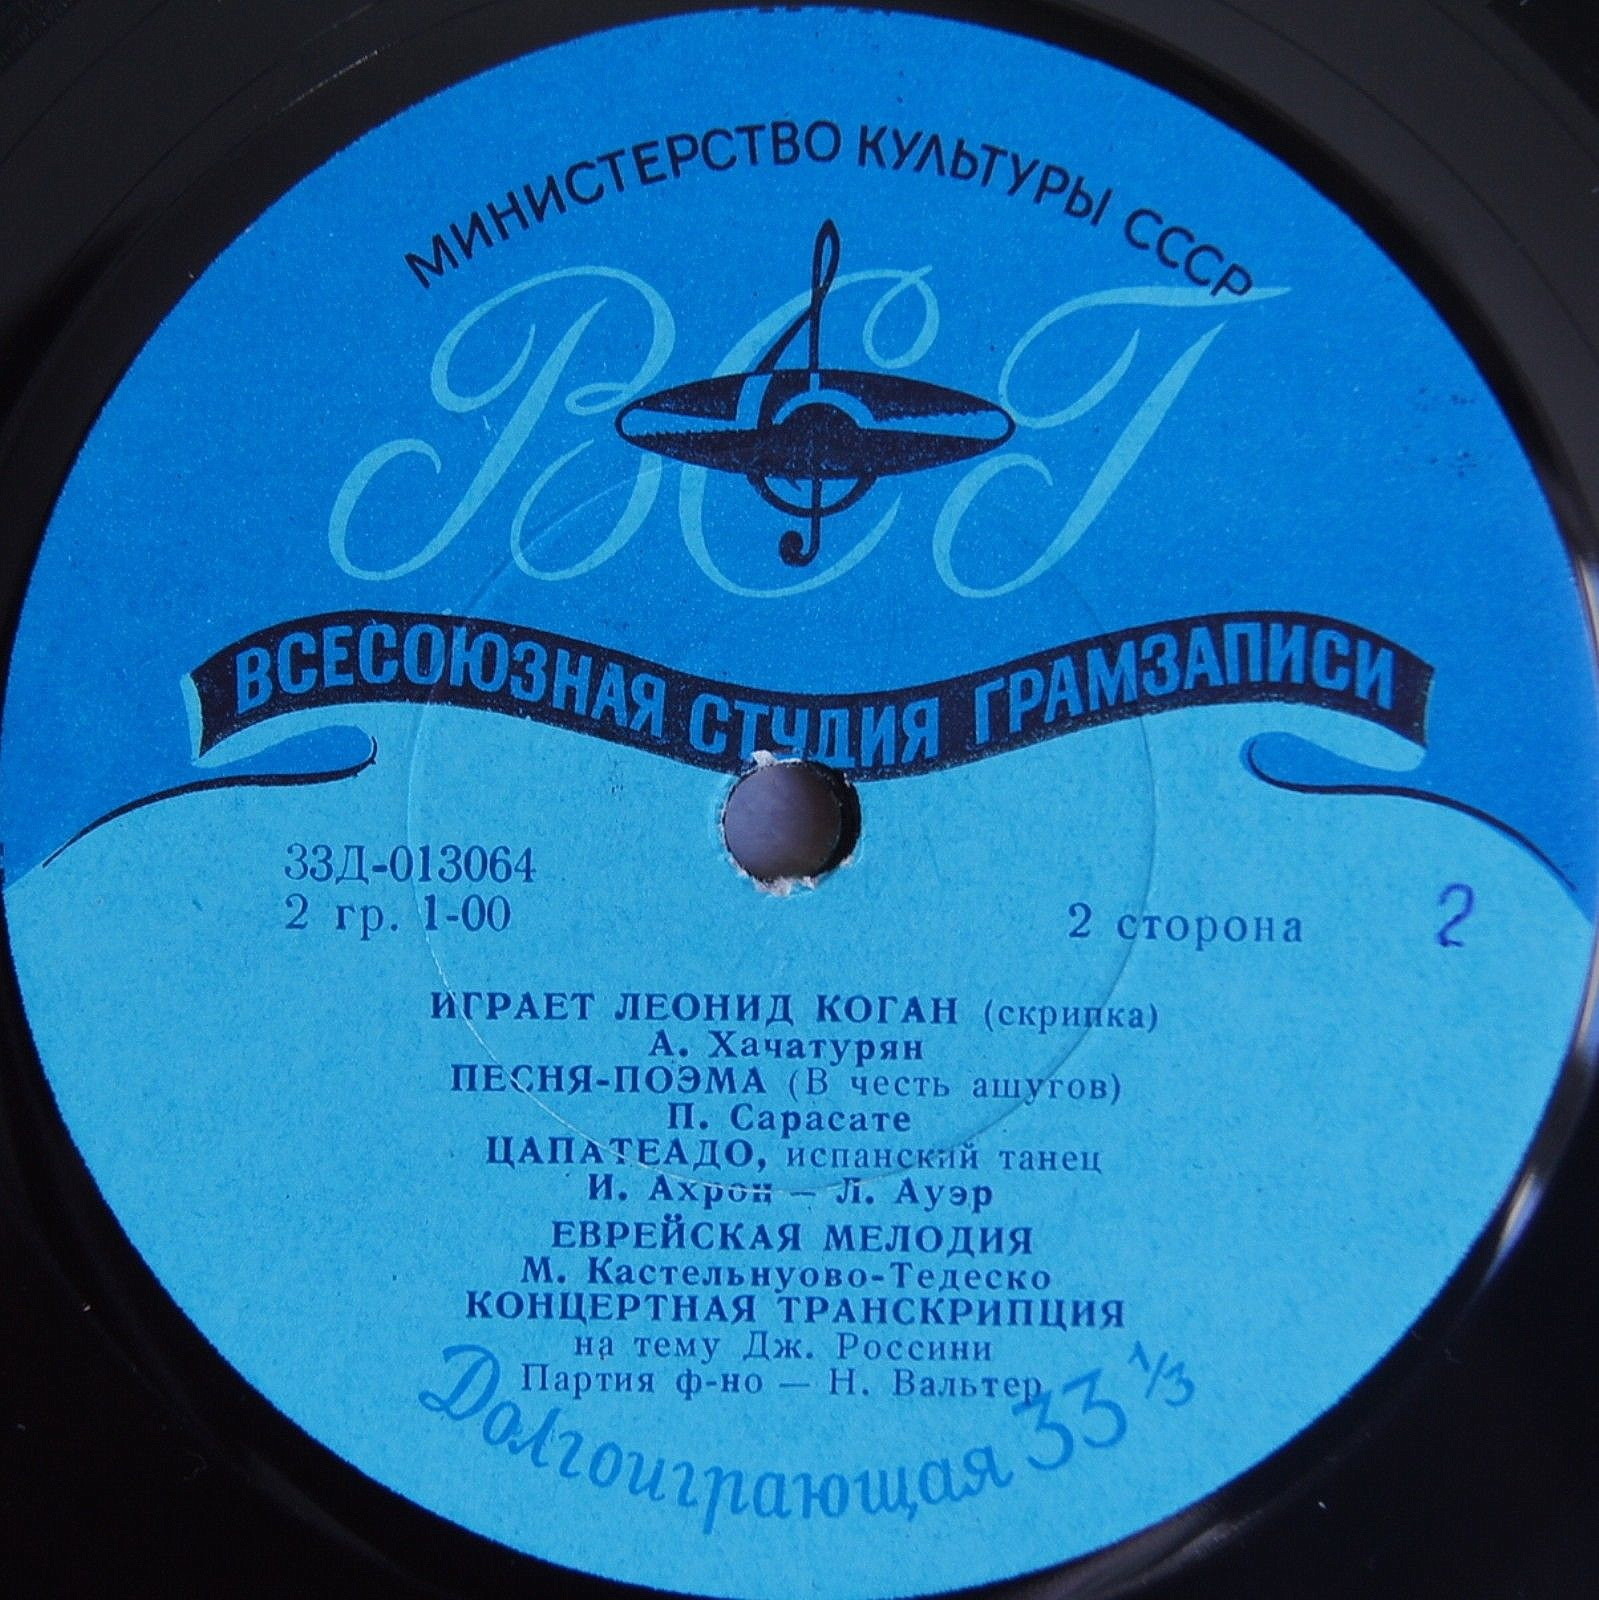 МИНИСТЕРСТВО КУЛЬТУРЫ СССР
ВСГ
ВСЕСОЮЗНАЯ СТУДИЯ ГРАМЗАПИСИ
33Д-013064
2 гр. 1-00
2 сторона
2
ИГРАЕТ ЛЕОНИД КОГАН (скрипка)
А. Хачатурян
ПЕСНЯ-ПОЭМА (В честь ашугов)
П. Сарасате
ЦАПАТЕАДО, испанский танец
И. Ахрон — Л. Ауэр
ЕВРЕЙСКАЯ МЕЛОДИЯ
М. Кастельнуово-Тедеско
КОНЦЕРТНАЯ ТРАНСКРИПЦИЯ
на тему Дж. Россини
Партия ф-но — Н. Вальтер
Долгоиграющая 33 1/3